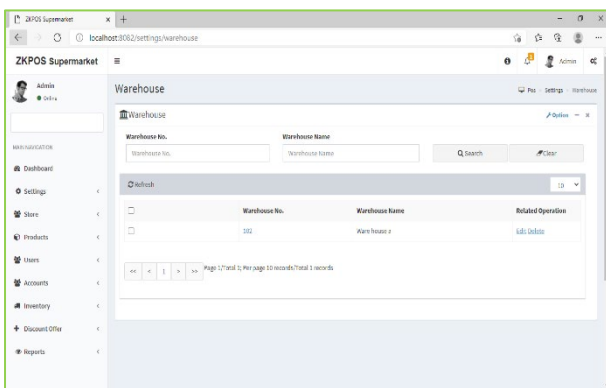 ZKPOS Supermarket
localhost:8082/settings/warehouse
ZKPOS Supermarket
Admin
Admin
Online
Warehouse
Pos Settings Warehouse
Warehouse
Option
Warehouse No. Warehouse Name
Warehouse No. Warehouse Name Search Clear
MAIN NAVIGATION
Dashboard
Settings
Store
Products
Users
Accounts
Inventory
Discount Offer
Reports
Refresh 10
Warehouse No. Warehouse Name Related Operation
102 Ware house a Edit Delete
<< < 1 > >> Page 1/Total 1; Per page 10 records/Total 1 records